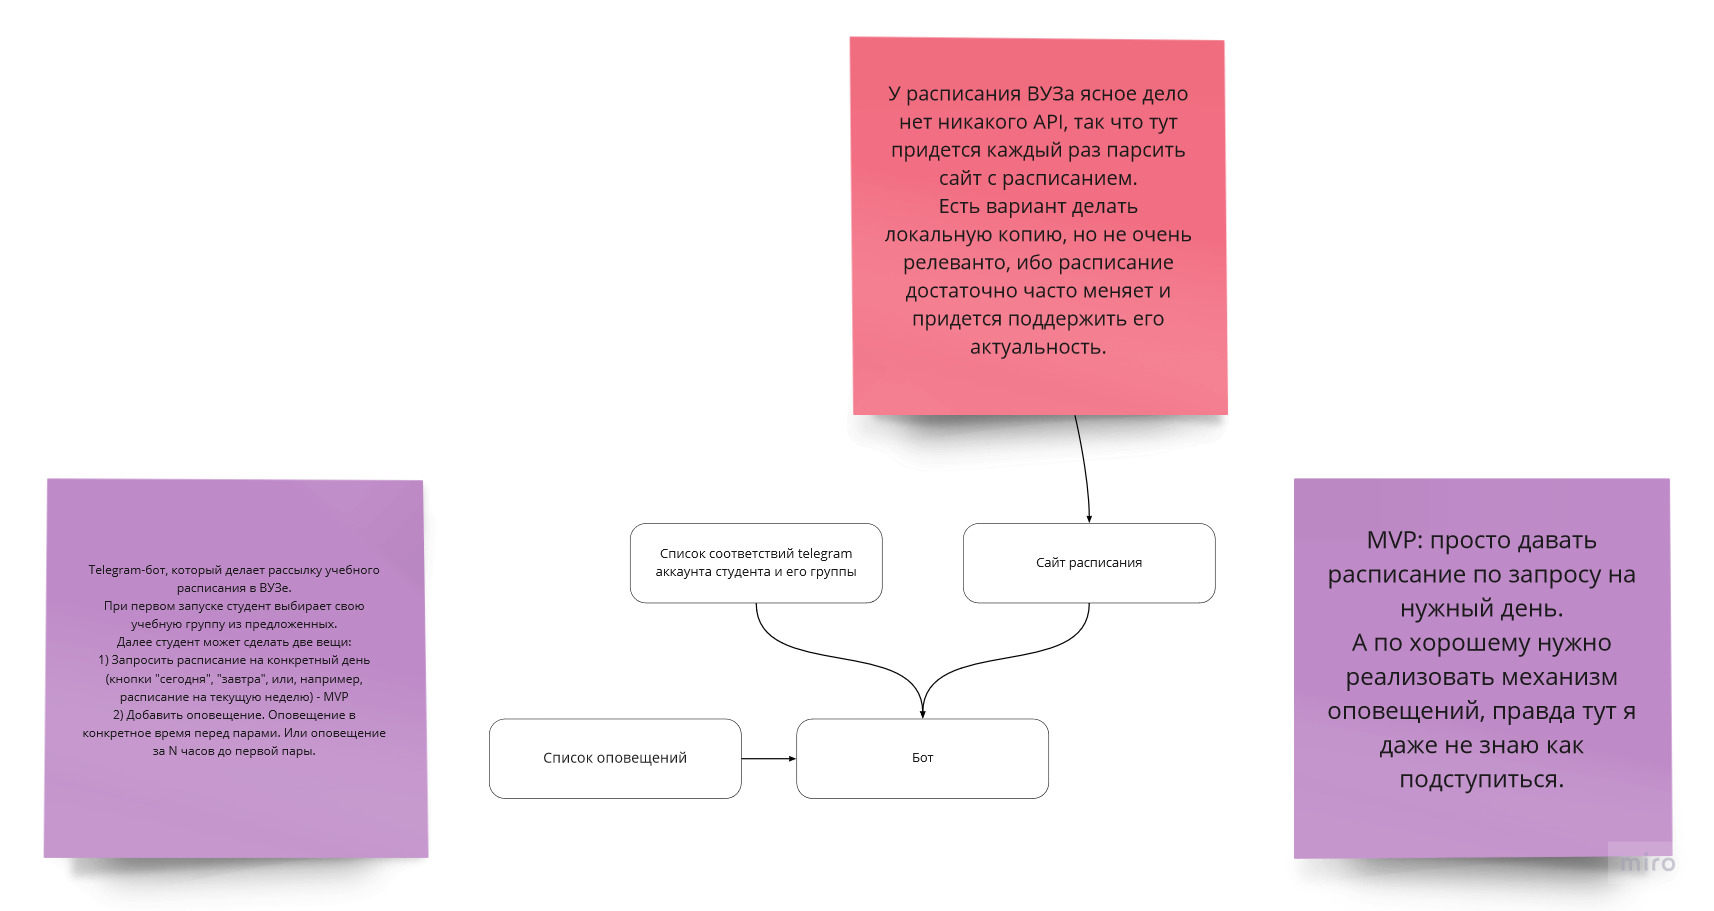 У расписания ВУЗа ясное дело
нет никакого API, так что тут
придется каждый раз парсить
сайт с расписанием.
Есть вариант делать
локальную копию, но не очень
релеванто, ибо расписание
достаточно часто меняет и
придется поддержить его
актуальность.
Telegram-бот, который делает рассылку учебного
расписания в ВУЗе.
При первом запуске студент выбирает свою
учебную группу из предложенных.
Далее студент может сделать две вещи:
1) Запросить расписание на конкретный день
(кнопки "сегодня", "завтра", или, например,
расписание на текущую неделю) - MVP
2) Добавить оповещение. Оповещение в
конкретное время перед парами. Или оповещение
за N часов до первой пары.
Список соответствий telegram
аккаунта студента и его группы
Сайт расписания
Список оповещений
Бот
MVP: просто давать
расписание по запросу на
нужный день.
А по хорошему нужно
реализовать механизм
оповещений, правда тут я
даже не знаю как
подступиться.
miro